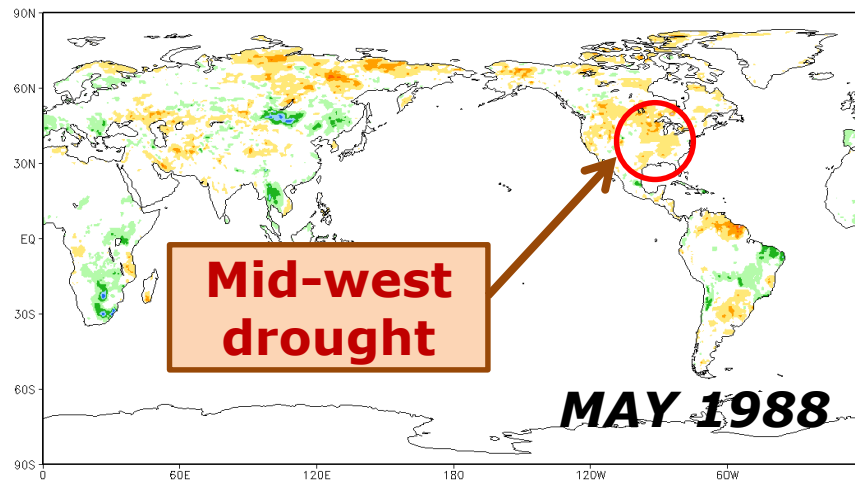 90N
60N
30N
EQ
30S
60S
90S
Mid-west
drought
MAY 1988
0 60E 120E 180 120W 60W